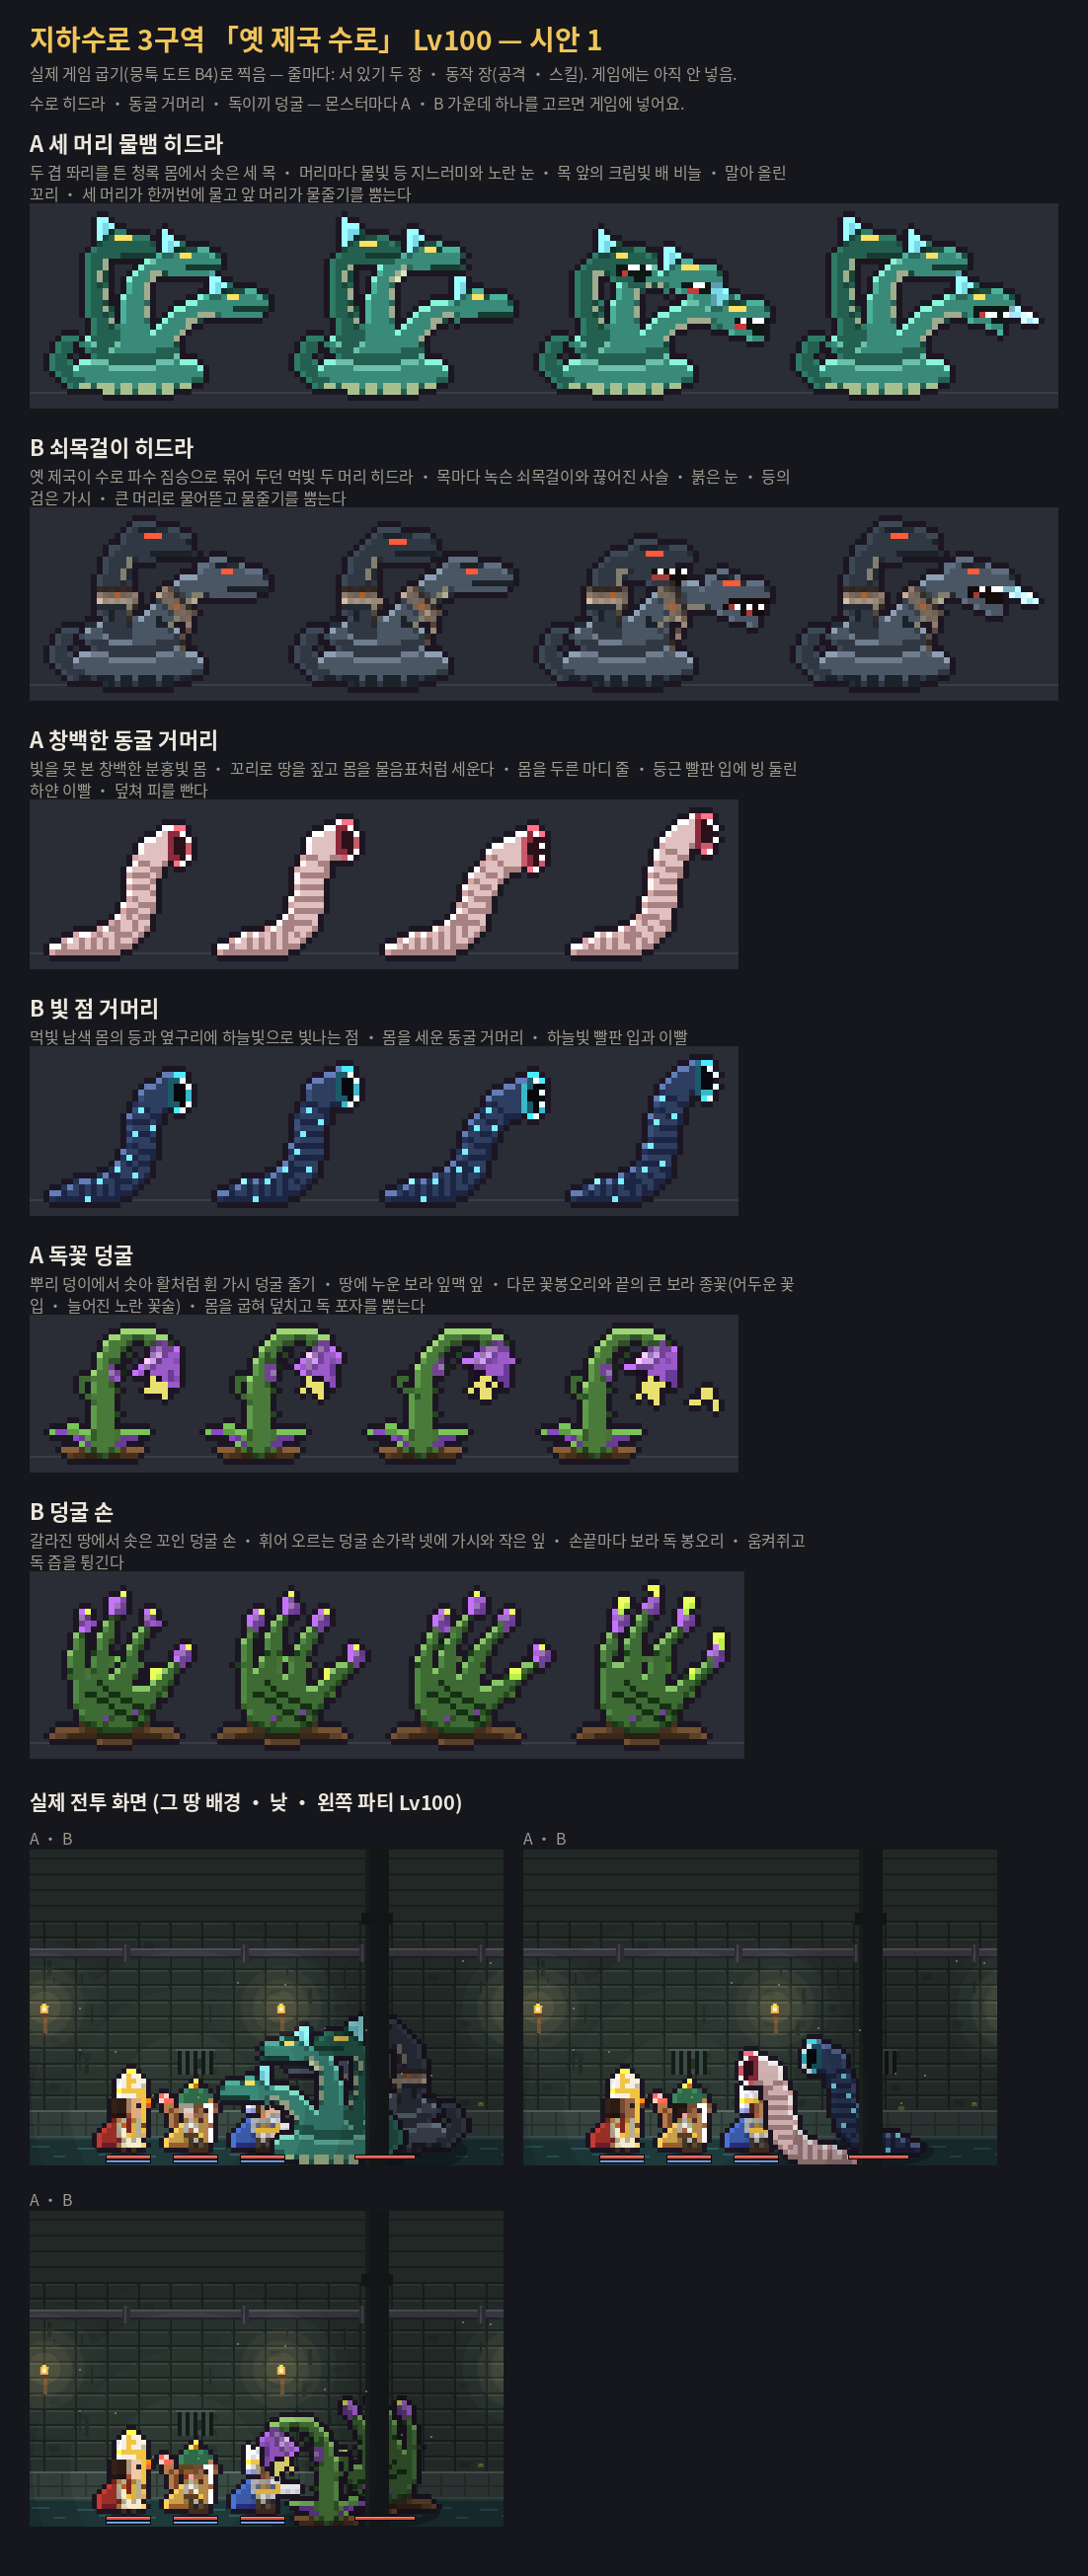 지하수로 3구역 「옛 제국 수로」 Lv100 — 시안 1
실제 게임 굽기(뭉툭 도트 B4)로 찍음 — 줄마다: 서 있기 두 장 · 동작 장(공격 · 스킬). 게임에는 아직 안 넣음.
수로 히드라 · 동굴 거머리 · 독이끼 덩굴 — 몬스터마다 A · B 가운데 하나를 고르면 게임에 넣어요.
A 세 머리 물뱀 히드라
두 겹 똬리를 튼 청록 몸에서 솟은 세 목 · 머리마다 물빛 등 지느러미와 노란 눈 · 목 앞의 크림빛 배 비늘 · 말아 올린
꼬리 · 세 머리가 한꺼번에 물고 앞 머리가 물줄기를 뿜는다
B 쇠목걸이 히드라
옛 제국이 수로 파수 짐승으로 묶어 두던 먹빛 두 머리 히드라 · 목마다 녹슨 쇠목걸이와 끊어진 사슬 · 붉은 눈 · 등의
검은 가시 · 큰 머리로 물어뜯고 물줄기를 뿜는다
A 창백한 동굴 거머리
빛을 못 본 창백한 분홍빛 몸 · 꼬리로 땅을 짚고 몸을 물음표처럼 세운다 · 몸을 두른 마디 줄 · 둥근 빨판 입에 빙 둘린
하얀 이빨 · 덮쳐 피를 빤다
B 빛 점 거머리
먹빛 남색 몸의 등과 옆구리에 하늘빛으로 빛나는 점 · 몸을 세운 동굴 거머리 · 하늘빛 빨판 입과 이빨
A 독꽃 덩굴
뿌리 덩이에서 솟아 활처럼 휜 가시 덩굴 줄기 · 땅에 누운 보라 잎맥 잎 · 다문 꽃봉오리와 끝의 큰 보라 종꽃(어두운 꽃
입 · 늘어진 노란 꽃술) · 몸을 굽혀 덮치고 독 포자를 뿜는다
B 덩굴 손
갈라진 땅에서 솟은 꼬인 덩굴 손 · 휘어 오르는 덩굴 손가락 넷에 가시와 작은 잎 · 손끝마다 보라 독 봉오리 · 움켜쥐고
독 즙을 튕긴다
실제 전투 화면 (그 땅 배경 · 낮 · 왼쪽 파티 Lv100)
A · B
A · B
A · B